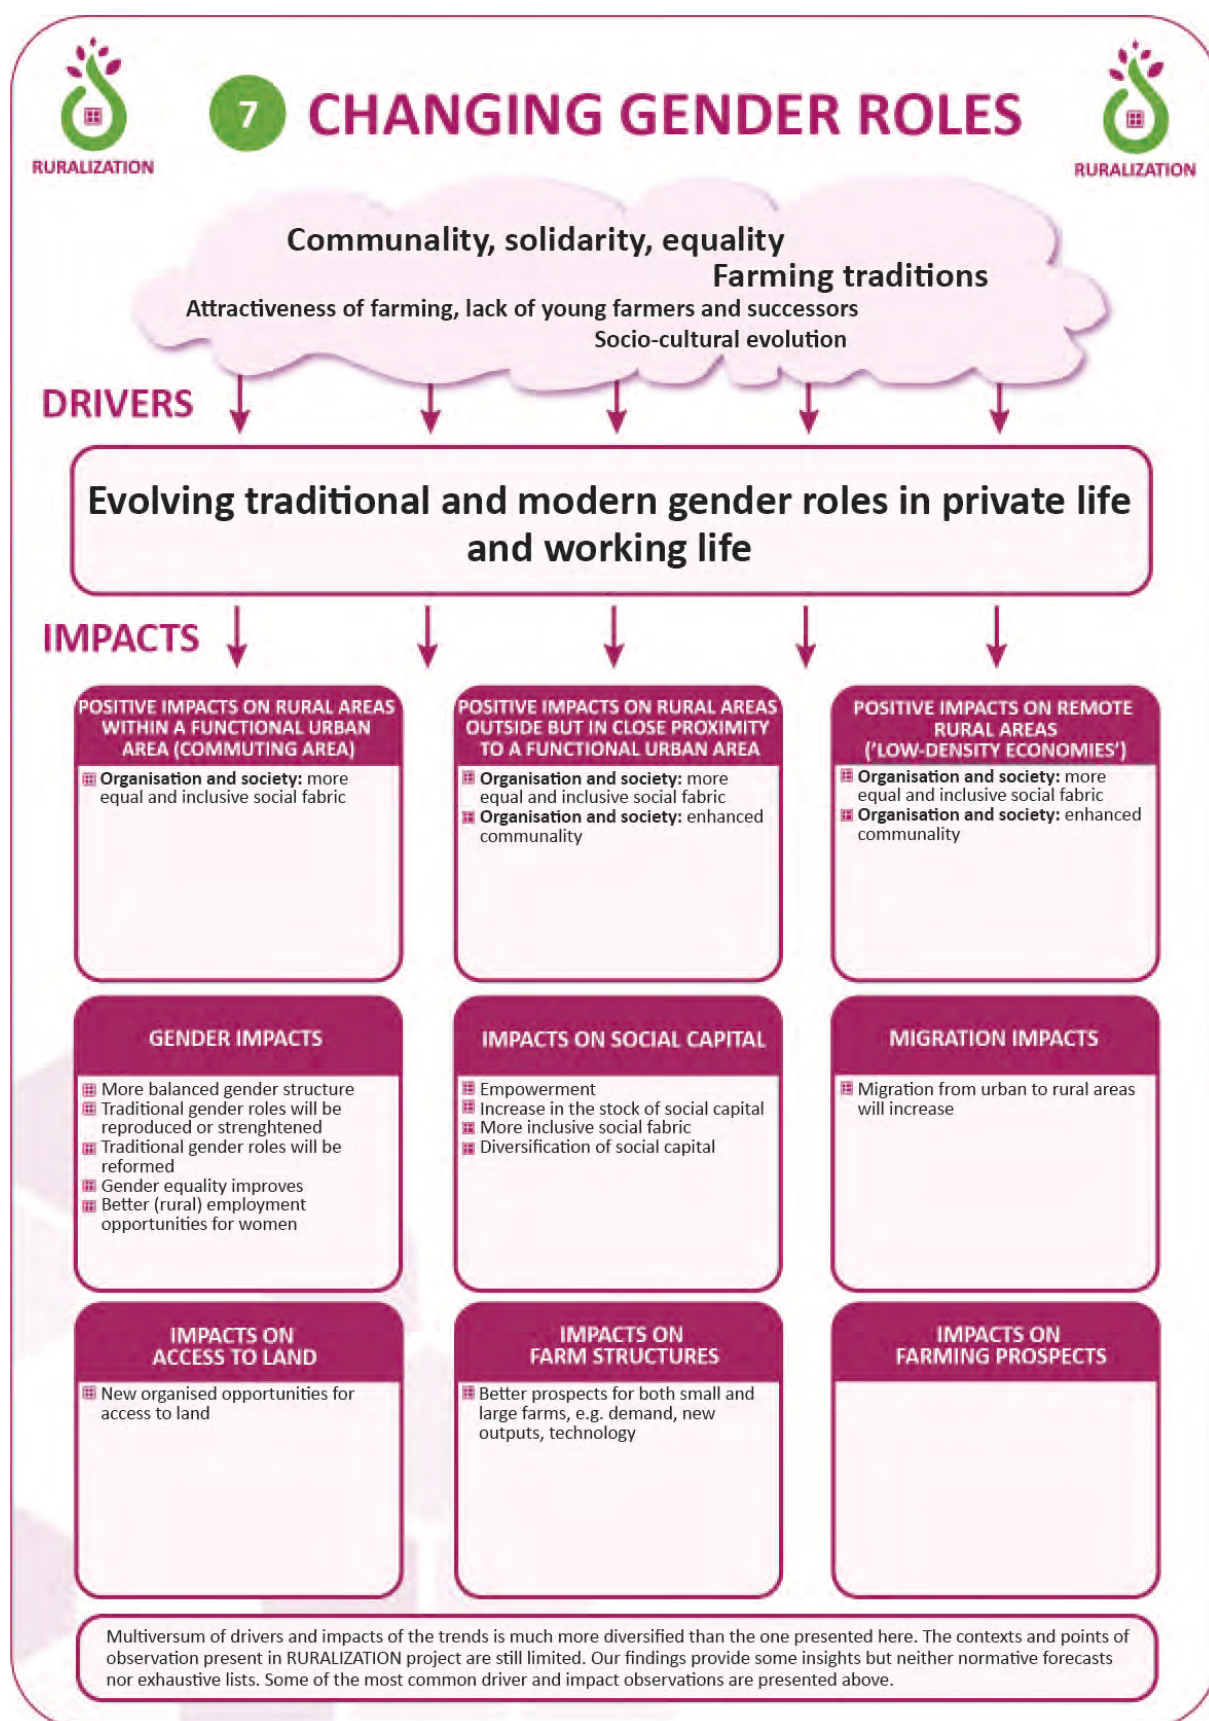 RURALIZATION
7 CHANGING GENDER ROLES
RURALIZATION
Communality, solidarity, equality
Farming traditions
Attractiveness of farming, lack of young farmers and successors
Socio-cultural evolution
DRIVERS
Evolving traditional and modern gender roles in private life
and working life
IMPACTS
POSITIVE IMPACTS ON RURAL AREAS
WITHIN A FUNCTIONAL URBAN
AREA (COMMUTING AREA)
Organisation and society: more
equal and inclusive social fabric
POSITIVE IMPACTS ON RURAL AREAS
OUTSIDE BUT IN CLOSE PROXIMITY
TO A FUNCTIONAL URBAN AREA
Organisation and society: more
equal and inclusive social fabric
Organisation and society: enhanced
communality
POSITIVE IMPACTS ON REMOTE
RURAL AREAS
('LOW-DENSITY ECONOMIES')
Organisation and society: more
equal and inclusive social fabric
Organisation and society: enhanced
communality
GENDER IMPACTS
More balanced gender structure
Traditional gender roles will be
reproduced or strenghtened
Traditional gender roles will be
reformed
Gender equality improves
Better (rural) employment
opportunities for women
IMPACTS ON SOCIAL CAPITAL
Empowerment
Increase in the stock of social capital
More inclusive social fabric
Diversification of social capital
MIGRATION IMPACTS
Migration from urban to rural areas
will increase
IMPACTS ON
ACCESS TO LAND
New organised opportunities for
access to land
IMPACTS ON
FARM STRUCTURES
Better prospects for both small and
large farms, e.g. demand, new
outputs, technology
IMPACTS ON
FARMING PROSPECTS
Multiversum of drivers and impacts of the trends is much more diversified than the one presented here. The contexts and points of
observation present in RURALIZATION project are still limited. Our findings provide some insights but neither normative forecasts
nor exhaustive lists. Some of the most common driver and impact observations are presented above.